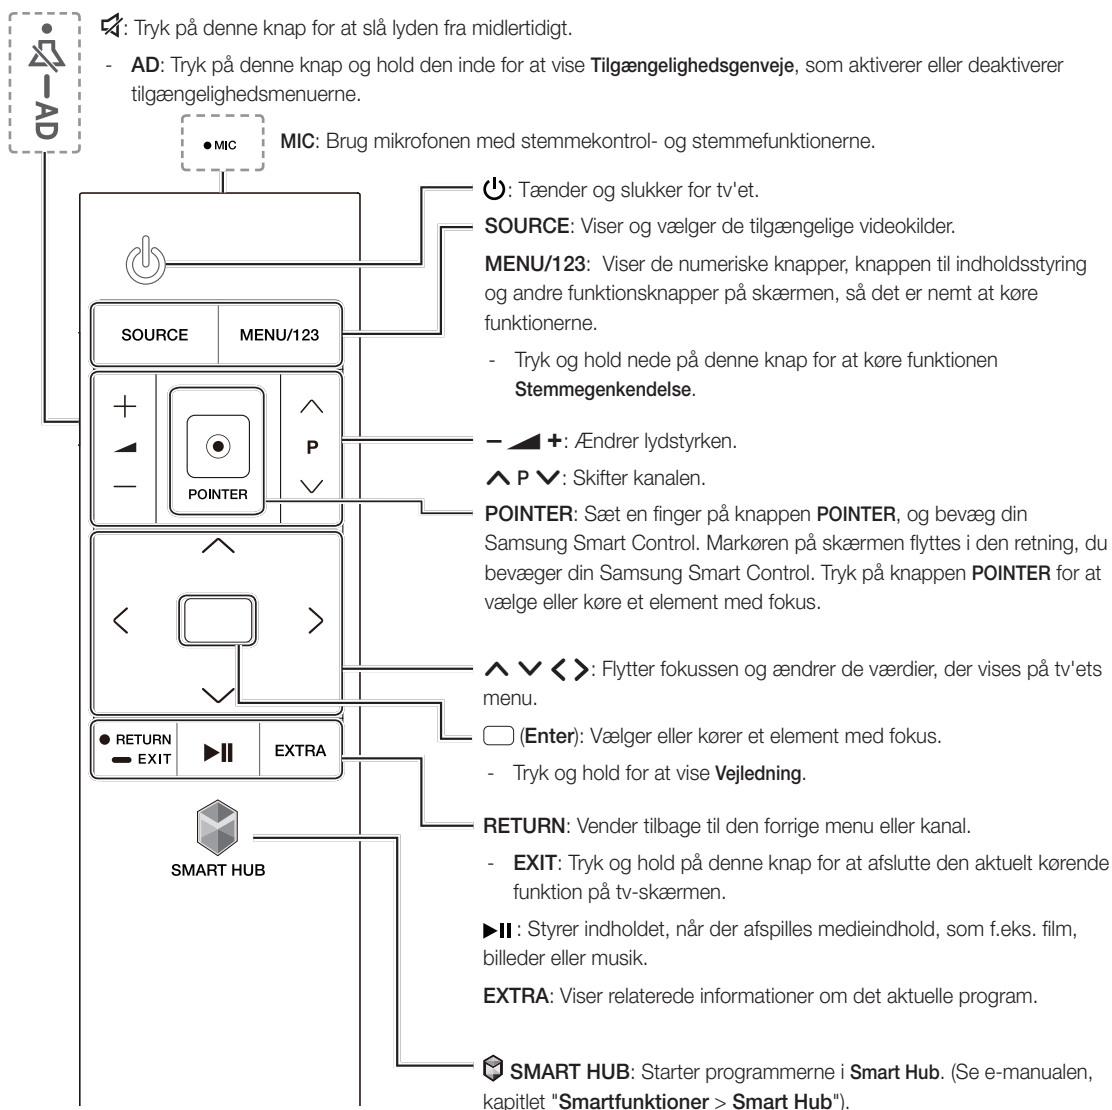 : Tryk på denne knap for at slå lyden fra midlertidigt.
- AD: Tryk på denne knap og hold den inde for at vise Tilgængelighedsgenveje, som aktiverer eller deaktiverer
tilgængelighedsmenuerne.
AD
MIC
MIC: Brug mikrofonen med stemmekontrol- og stemmefunktionerne.
: Tænder og slukker for tv'et.
SOURCE: Viser og vælger de tilgængelige videokilder.
MENU/123: Viser de numeriske knapper, knappen til indholdsstyring
og andre funktionsknapper på skærmen, så det er nemt at køre
funktionerne.
- Tryk og hold nede på denne knap for at køre funktionen
Stemmegenkendelse.
SOURCE
MENU/123
+
P
−
POINTER
− +: Ændrer lydstyrken.
P : Skifter kanalen.
POINTER: Sæt en finger på knappen POINTER, og bevæg din
Samsung Smart Control. Markøren på skærmen flyttes i den retning, du
bevæger din Samsung Smart Control. Tryk på knappen POINTER for at
vælge eller køre et element med fokus.
: Flytter fokussen og ændrer de værdier, der vises på tv'ets
menu.
(Enter): Vælger eller kører et element med fokus.
- Tryk og hold for at vise Vejledning.
RETURN
EXIT
EXTRA
RETURN: Vender tilbage til den forrige menu eller kanal.
- EXIT: Tryk og hold på denne knap for at afslutte den aktuelt kørende
funktion på tv-skærmen.
: Styrer indholdet, når der afspilles medieindhold, som f.eks. film,
billeder eller musik.
EXTRA: Viser relaterede informationer om det aktuelle program.
SMART HUB
SMART HUB: Starter programmerne i Smart Hub. (Se e-manualen,
kapitlet "Smartfunktioner > Smart Hub").